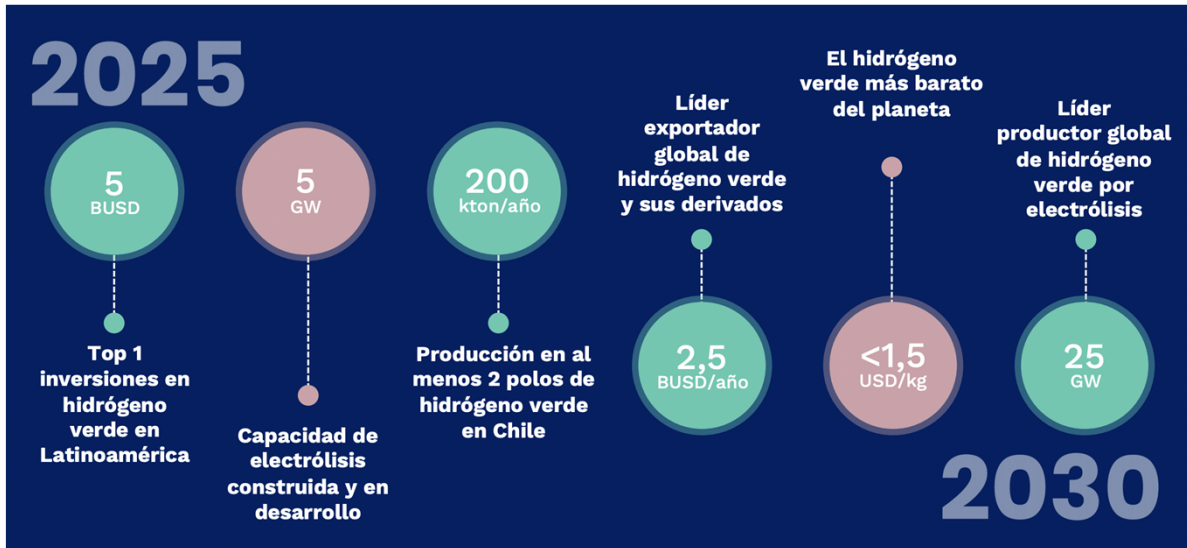 2025
5
BUSD
Top 1
inversiones en
hidrógeno
verde en
Latinoamérica
5
GW
Capacidad de
electrólisis
construida y en
desarrollo
200
kton/año
Producción en al
menos 2 polos de
hidrógeno verde
en Chile
Líder
exportador
global de
hidrógeno verde
y sus derivados
2,5
BUSD/año
El hidrógeno
verde más barato
del planeta
<1,5
USD/kg
Líder
productor global
de hidrógeno
verde por
electrólisis
25
GW
2030